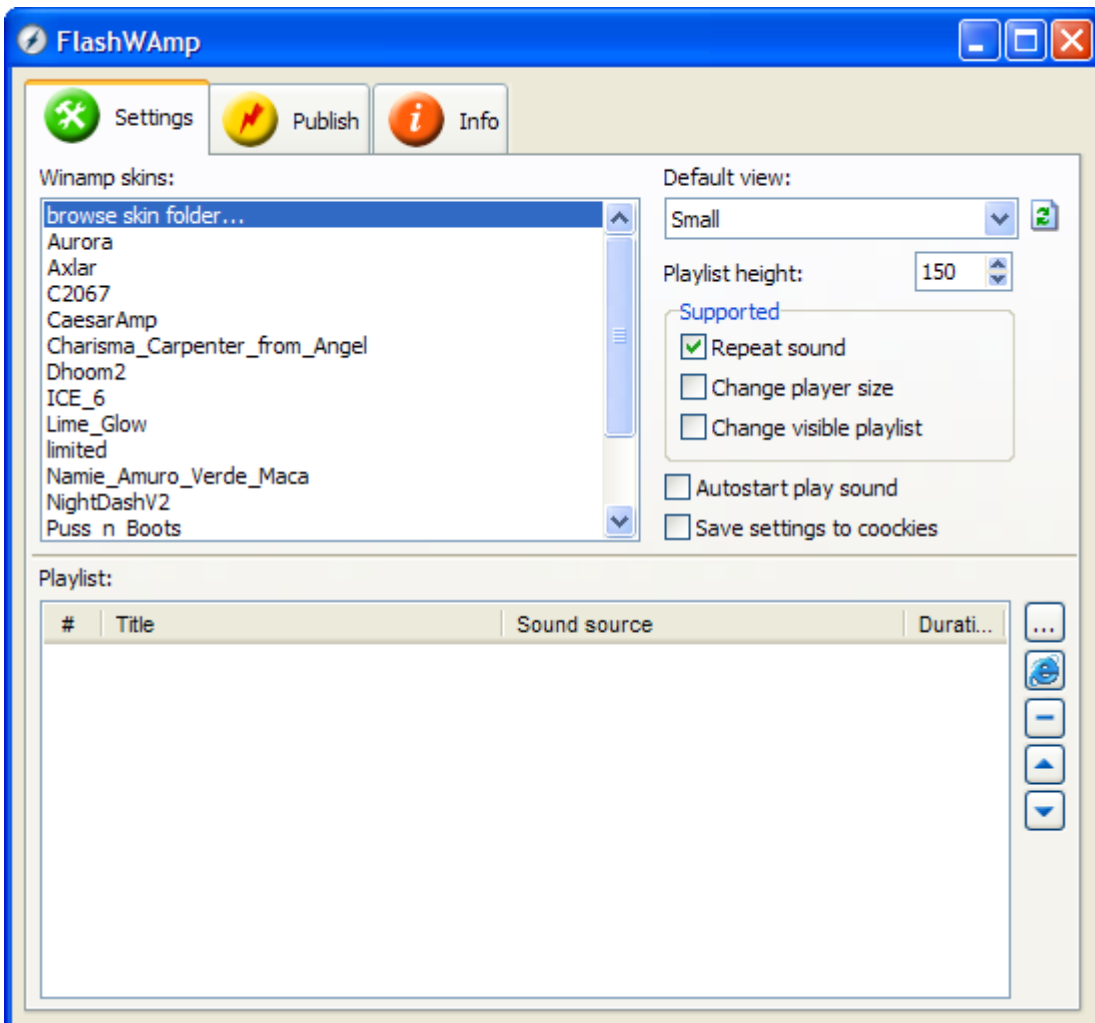 FlashWAmp
Settings
Publish
Info
Winamp skins:
browse skin folder...
Aurora
Axlar
C2067
CaesarAmp
Charisma_Carpenter_from_Angel
Dhoom2
ICE_6
Lime_Glow
limited
Namie_Amuro_Verde_Maca
NightDashV2
Puss_n_Boots
Default view:
Small
Playlist height: 150
Supported
Repeat sound
Change player size
Change visible playlist
Autostart play sound
Save settings to coockies
Playlist:
# Title Sound source Durati...
...